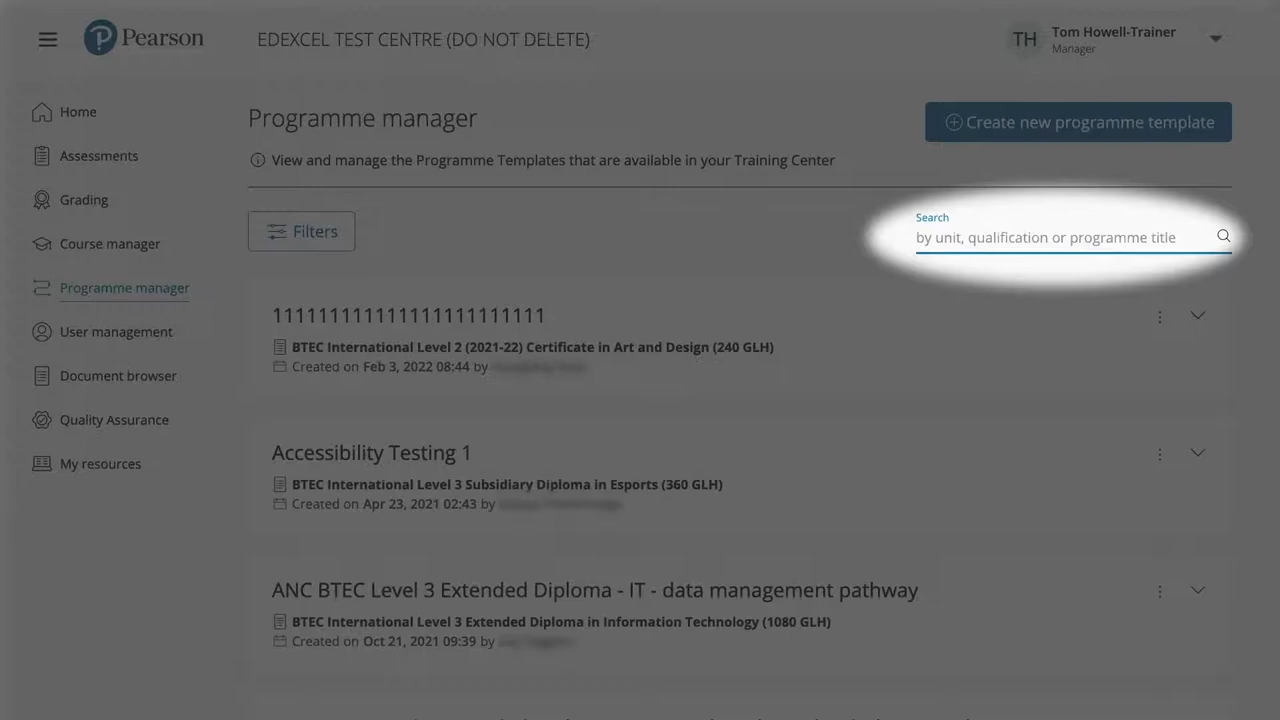 Pearson
EDEXCEL TEST CENTRE (DO NOT DELETE)
TH
Tom Howell-Trainer
Manager
Home
Assessments
Grading
Course manager
Programme manager
User management
Document browser
Quality Assurance
My resources
Programme manager
Create new programme template
View and manage the Programme Templates that are available in your Training Center
Filters
Search
by unit, qualification or programme title
111111111111111111111111
BTEC International Level 2 (2021-22) Certificate in Art and Design (240 GLH)
Created on Feb 3, 2022 08:44 by
Accessibility Testing 1
BTEC International Level 3 Subsidiary Diploma in Esports (360 GLH)
Created on Apr 23, 2021 02:43 by
ANC BTEC Level 3 Extended Diploma - IT - data management pathway
BTEC International Level 3 Extended Diploma in Information Technology (1080 GLH)
Created on Oct 21, 2021 09:39 by